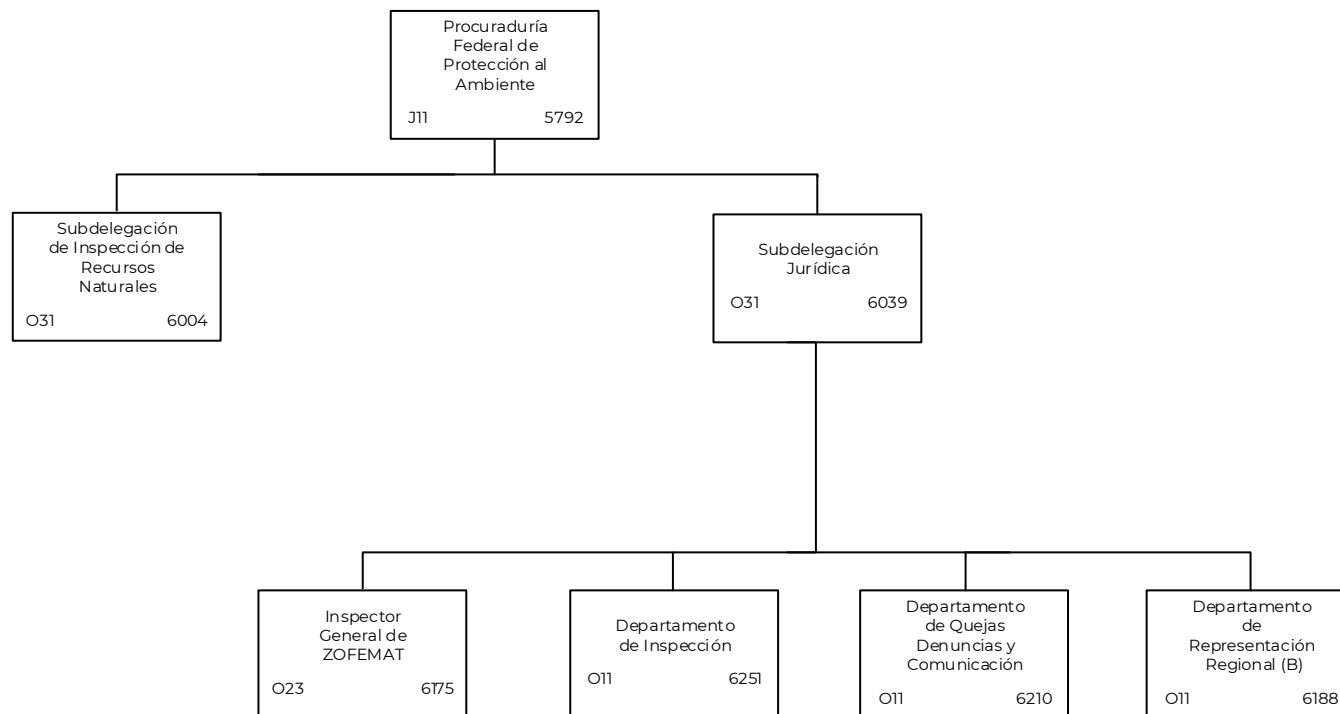 Procuraduría
Federal de
Protección al
Ambiente
J11 5792
Subdelegación
de Inspección de
Recursos
Naturales
O31 6004
Subdelegación
Jurídica
O31 6039
Inspector
General de
ZOFEMAT
O23 6175
Departamento
de Inspección
O11 6251
Departamento
de Quejas
Denuncias y
Comunicación
O11 6210
Departamento
de
Representación
Regional (B)
O11 6188